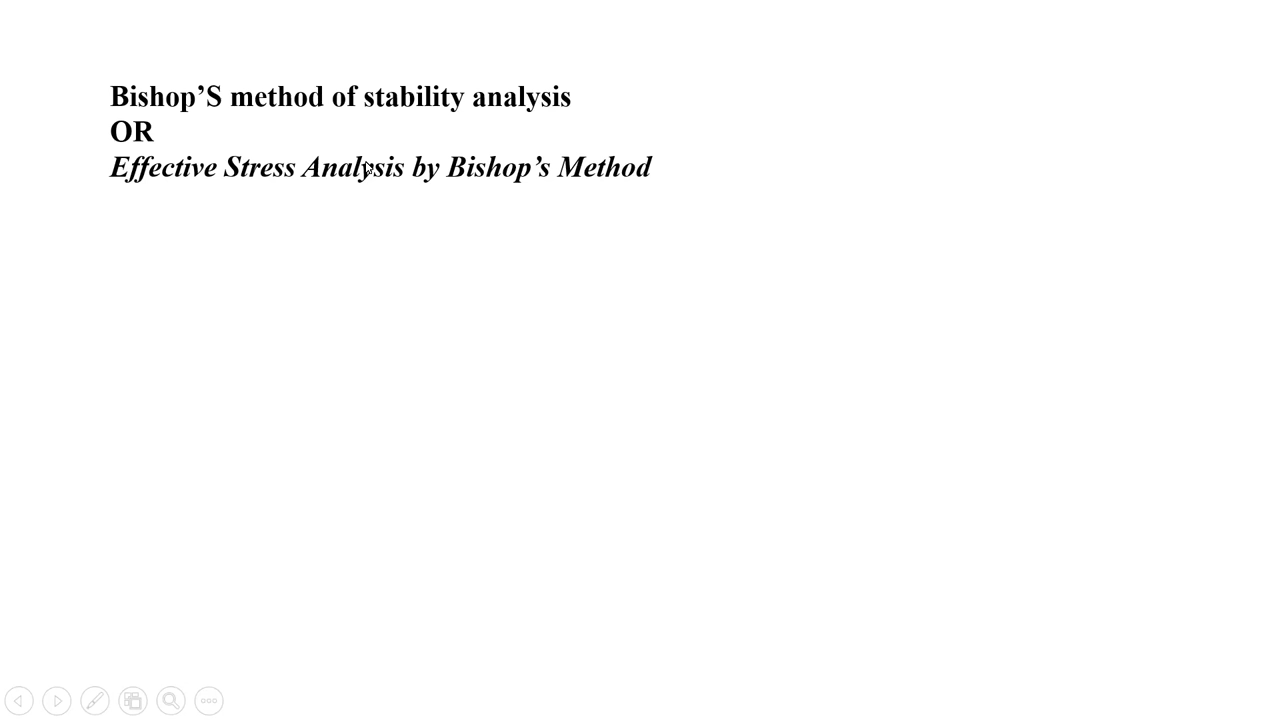 Bishop’S method of stability analysis
OR
Effective Stress Analysis by Bishop’s Method